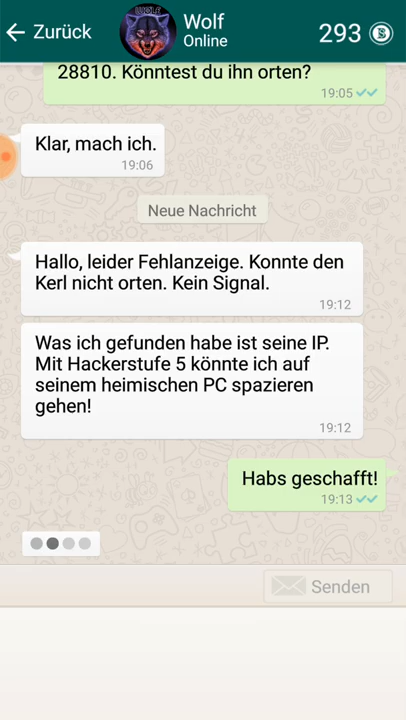 Zurück
WOLF
Wolf
Online
293
28810. Könntest du ihn orten?
19:05
Klar, mach ich.
19:06
Neue Nachricht
Hallo, leider Fehlanzeige. Konnte den
Kerl nicht orten. Kein Signal.
19:12
Was ich gefunden habe ist seine IP.
Mit Hackerstufe 5 könnte ich auf
seinem heimischen PC spazieren
gehen!
19:12
Habs geschafft!
19:13
Senden